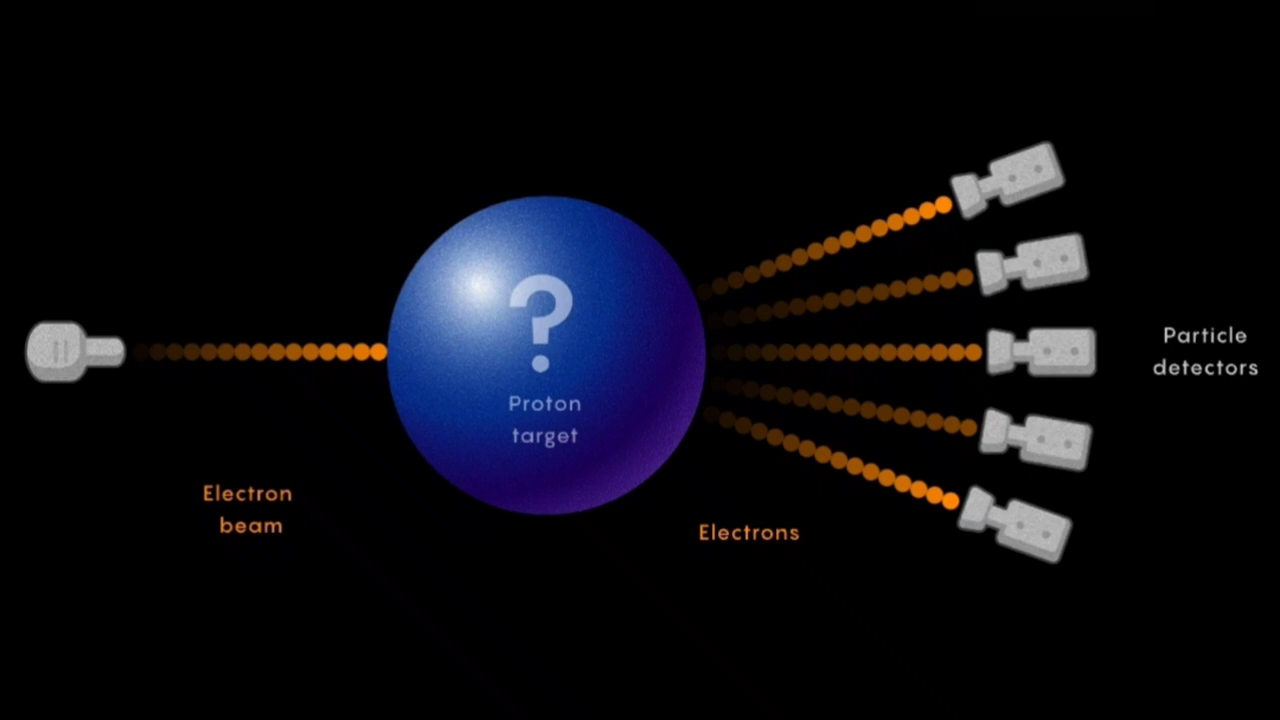 ?
Proton
target
Particle
detectors
Electron
beam
Electrons